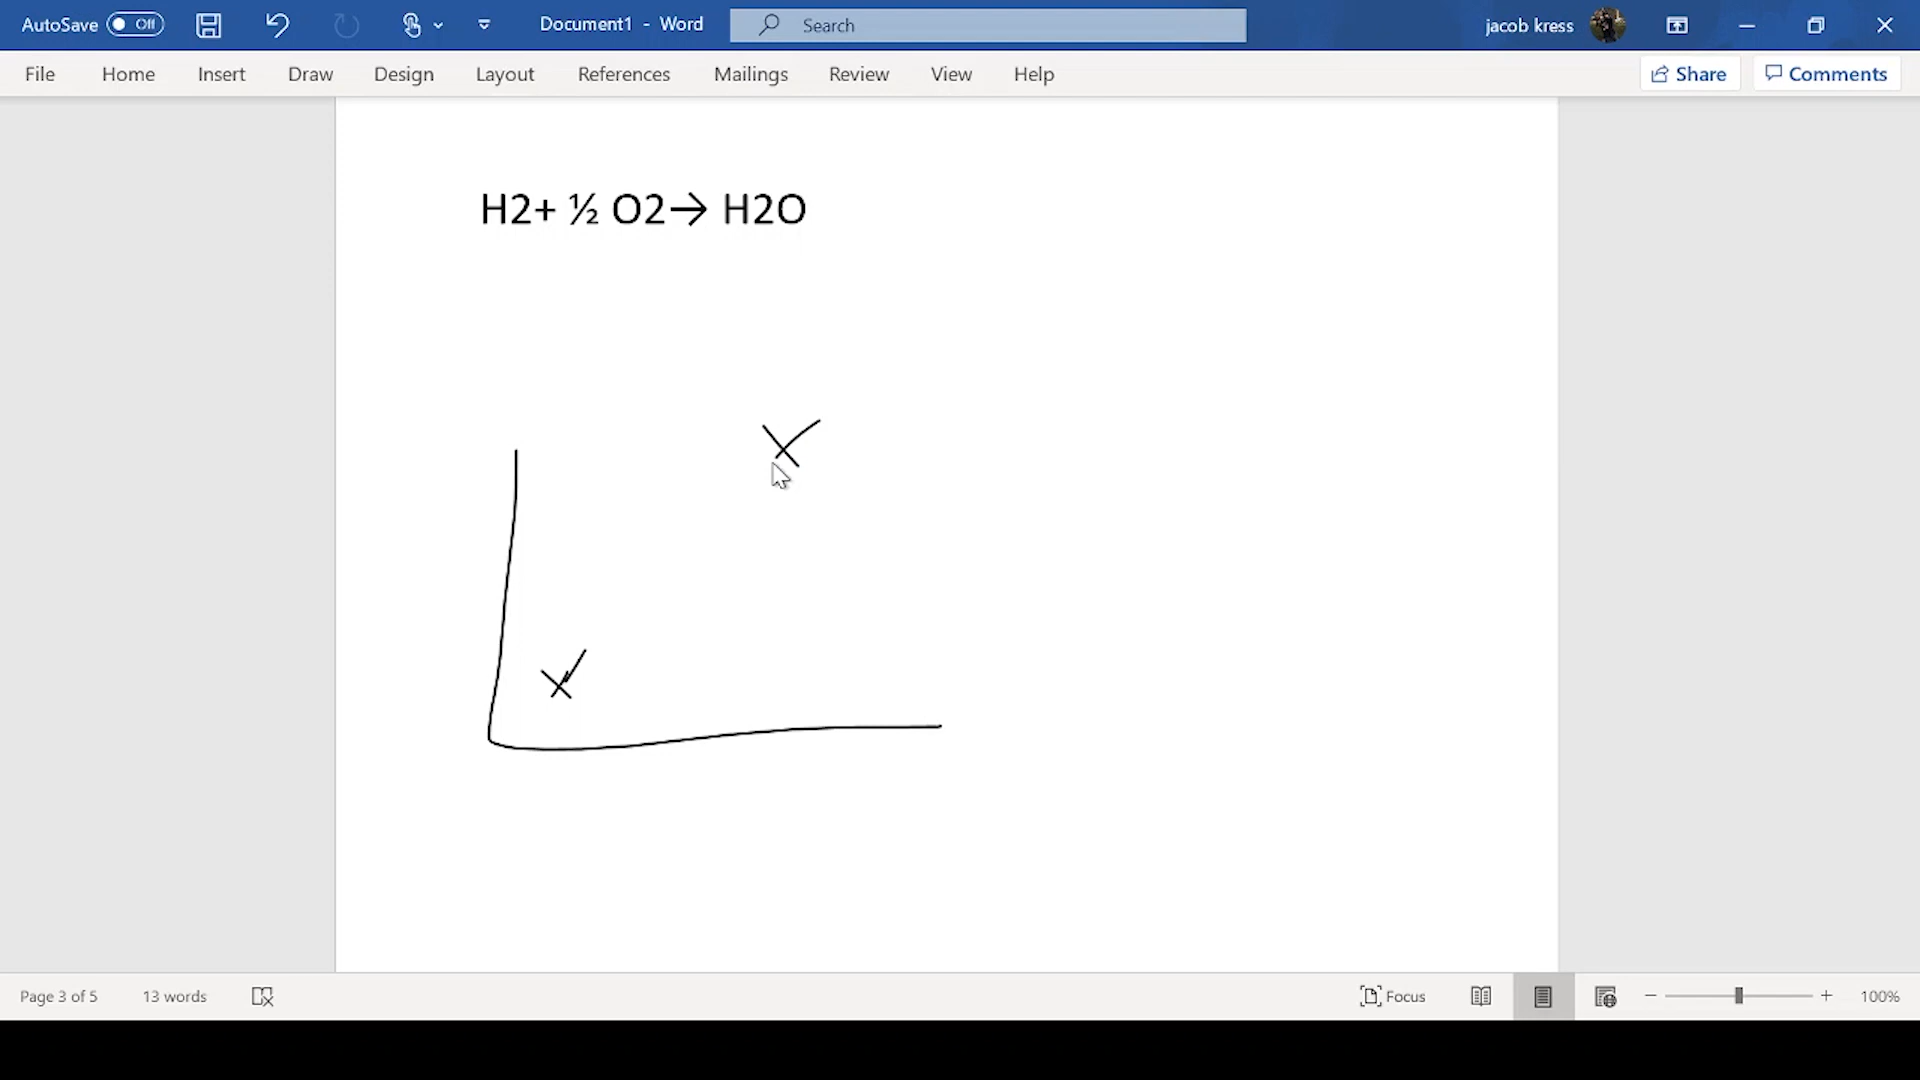 AutoSave Off Document1 - Word Search jacob kress
File Home Insert Draw Design Layout References Mailings Review View Help Share Comments
H2+ ½ O2→ H2O
Page 3 of 5 13 words Focus 100%